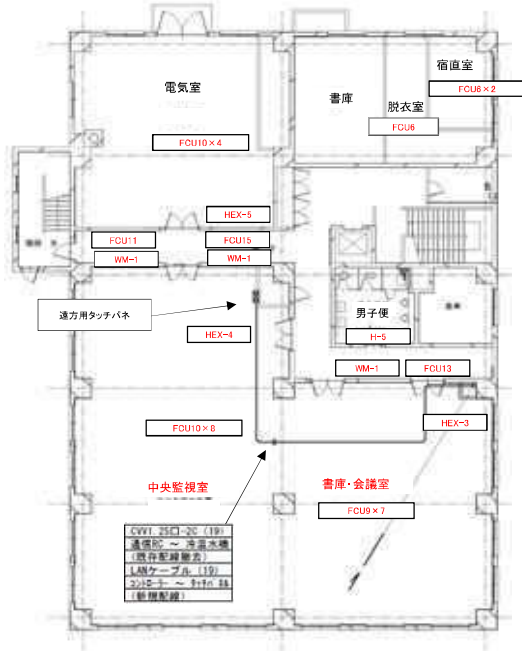 宿直室
電気室
書庫
FCU6×2
脱衣室
FCU6
FCU10×4
HEX-5
FCU11
FCU15
WM-1
WM-1
遠方用タッチパネ
男子便
HEX-4
H-5
WM-1
FCU13
HEX-3
FCU10×8
中央監視室
書庫・会議室
FCU9×7
CVV1.25□-2C (19)
通信RC ～ 冷温水機
(既存配線撤去)
LANケーブル (19)
コントローラー ～ タッチパネル
(新規配線)